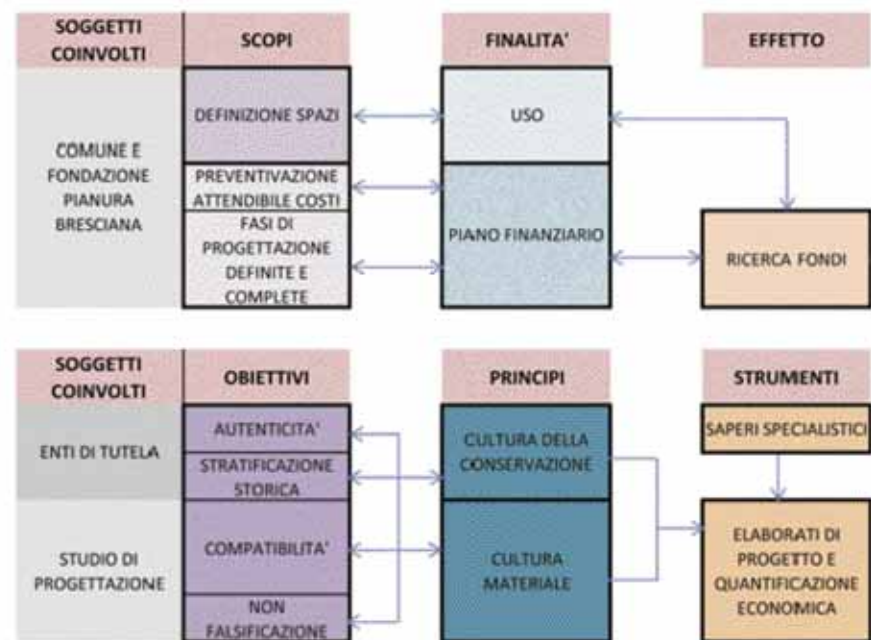 SOGGETTI
COINVOLTI
SCOPI
FINALITA'
EFFETTO
COMUNE E
FONDAZIONE
PIANURA
BRESCIANA
DEFINIZIONE SPAZI
USO
PREVENTIVAZIONE
ATTENDIBILE COSTI
FASI DI
PROGETTAZIONE
DEFINITE E
COMPLETE
PIANO FINANZIARIO
RICERCA FONDI
SOGGETTI
COINVOLTI
OBIETTIVI
PRINCIPI
STRUMENTI
ENTI DI TUTELA
AUTENTICITA'
STRATIFICAZIONE
STORICA
CULTURA DELLA
CONSERVAZIONE
SAPERI SPECIALISTICI
STUDIO DI
PROGETTAZIONE
COMPATIBILITA'
NON
FALSIFICAZIONE
CULTURA
MATERIALE
ELABORATI DI
PROGETTO E
QUANTIFICAZIONE
ECONOMICA